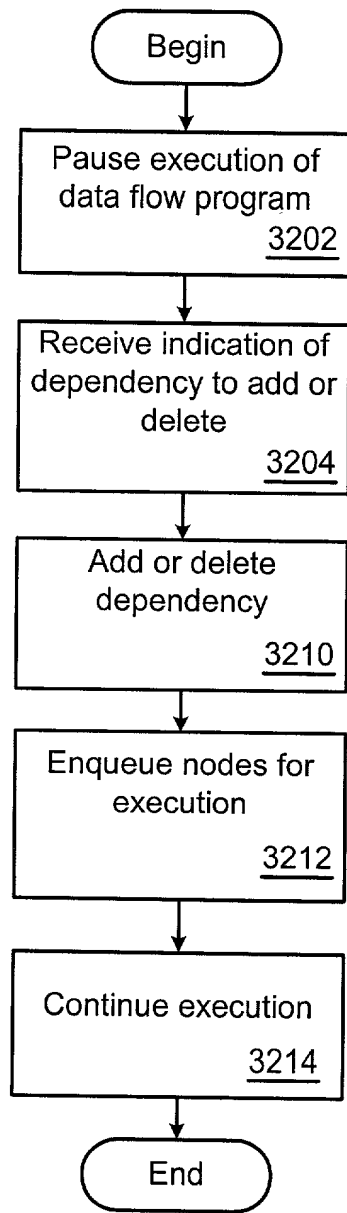 Begin
Pause execution of
data flow program
3202
Receive indication of
dependency to add or
delete
3204
Add or delete
dependency
3210
Enqueue nodes for
execution
3212
Continue execution
3214
End